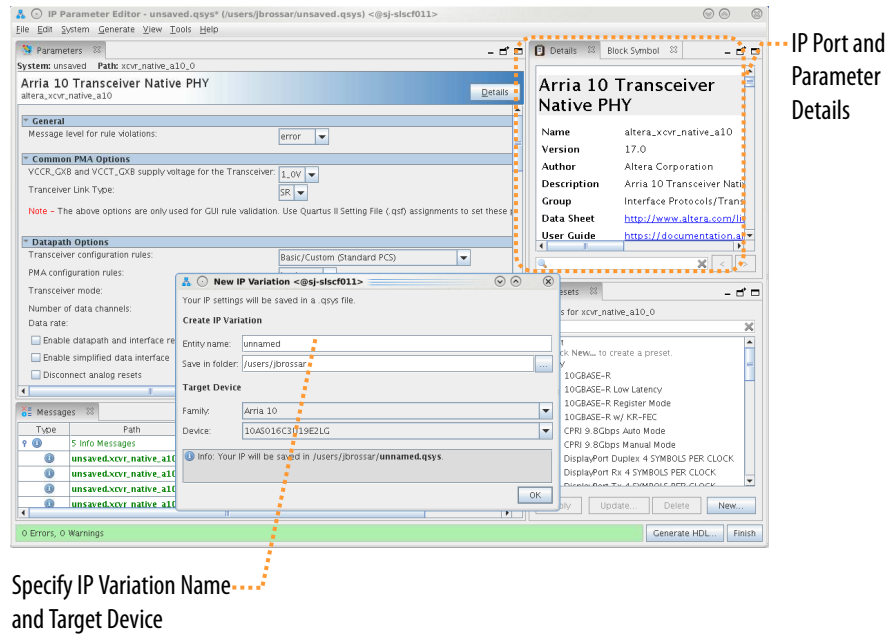 IP Parameter Editor - unsaved.qsys* (/users/jbrossar/unsaved.qsys) <@sj-slscf011>
File Edit System Generate View Tools Help
Parameters
System: unsaved Path: xcvr_native_a10_0
Arria 10 Transceiver Native PHY
altera_xcvr_native_a10
Details
General
Message level for rule violations: error
Common PMA Options
VCCR_GXB and VCCT_GXB supply voltage for the Transceiver: 1_0V
Tranceiver Link Type: SR
Note - The above options are only used for GUI rule validation. Use Quartus II Setting File (.qsf) assignments to set these
Datapath Options
Transceiver configuration rules: Basic/Custom (Standard PCS)
PMA configuration rules:
Transceiver mode:
Number of data channels:
Data rate:
Enable datapath and interface re
Enable simplified data interface
Disconnect analog resets
Messages
Type Path
5 Info Messages
unsaved.xcvr_native_a10
unsaved.xcvr_native_a10
unsaved.xcvr_native_a10
unsaved.xcvr_native_a10
0 Errors, 0 Warnings
Generate HDL... Finish
Details Block Symbol
Arria 10 Transceiver
Native PHY
Name altera_xcvr_native_a10
Version 17.0
Author Altera Corporation
Description Arria 10 Transceiver Nati
Group Interface Protocols/Trans
Data Sheet http://www.altera.com/li
User Guide https://documentation.al
esets
s for xcvr_native_a10_0
ck New... to create a preset.
10GBASE-R
10GBASE-R Low Latency
10GBASE-R Register Mode
10GBASE-R w/ KR-FEC
CPRI 9.8Gbps Auto Mode
CPRI 9.8Gbps Manual Mode
DisplayPort Duplex 4 SYMBOLS PER CLOCK
DisplayPort Rx 4 SYMBOLS PER CLOCK
DisplayPort Tx 4 SYMBOLS PER CLOCK
Update... Delete New...
New IP Variation <@sj-slscf011>
Your IP settings will be saved in a .qsys file.
Create IP Variation
Entity name: unnamed
Save in folder: /users/jbrossar ...
Target Device
Family: Arria 10
Device: 10AS016C3U19E2LG
Info: Your IP will be saved in /users/jbrossar/unnamed.qsys.
OK
IP Port and
Parameter
Details
Specify IP Variation Name
and Target Device